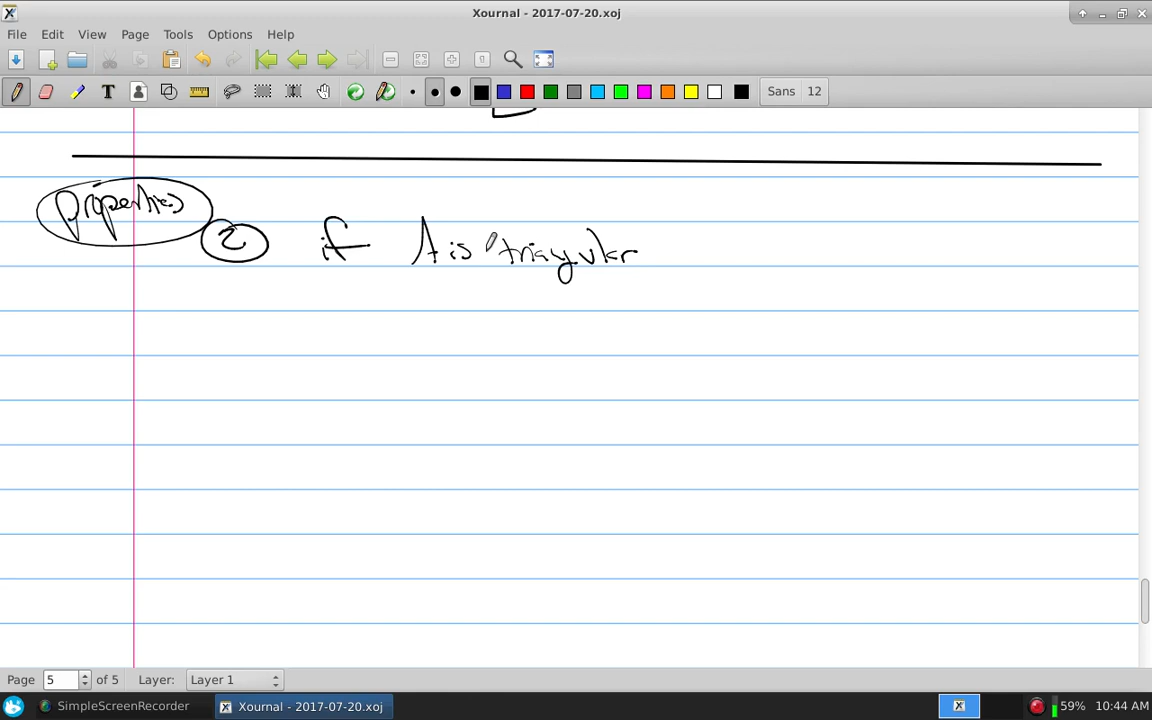 Xournal - 2017-07-20.xoj
File Edit View Page Tools Options Help
Sans 12
properties
2 if A is triangular
Page 5 of 5 Layer: Layer 1
SimpleScreenRecorder Xournal - 2017-07-20.xoj 59% 10:44 AM